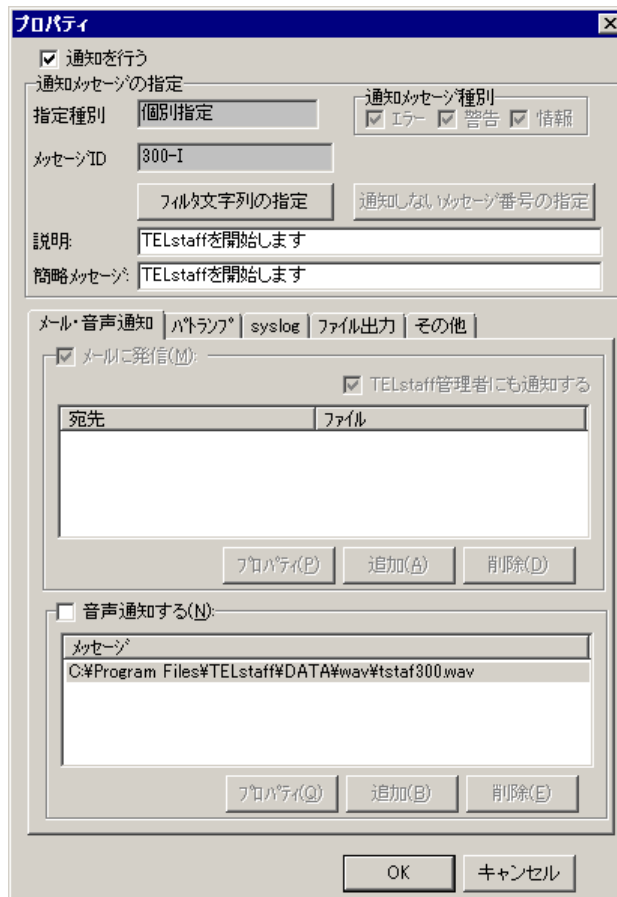 プロパティ
通知を行う
通知メッセージの指定
指定種別 個別指定
通知メッセージ種別
エラー 警告 情報
メッセージID 300-I
フィルタ文字列の指定 通知しないメッセージ番号の指定
説明: TELstaffを開始します
簡略メッセージ: TELstaffを開始します
メール・音声通知 パトランプ syslog ファイル出力 その他
メールに発信(M):
TELstaff管理者にも通知する
宛先 ファイル
プロパティ(P) 追加(A) 削除(D)
音声通知する(N):
メッセージ
C:¥Program Files¥TELstaff¥DATA¥wav¥tstaf300.wav
プロパティ(Q) 追加(B) 削除(E)
OK キャンセル